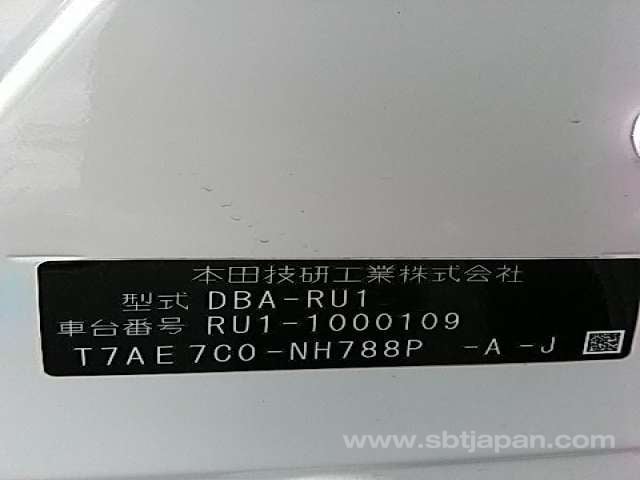 本田技研工業株式会社
型式 DBA-RU1
車台番号 RU1-1000109
T7AE7C0-NH788P -A-J
www.sbtjapan.com